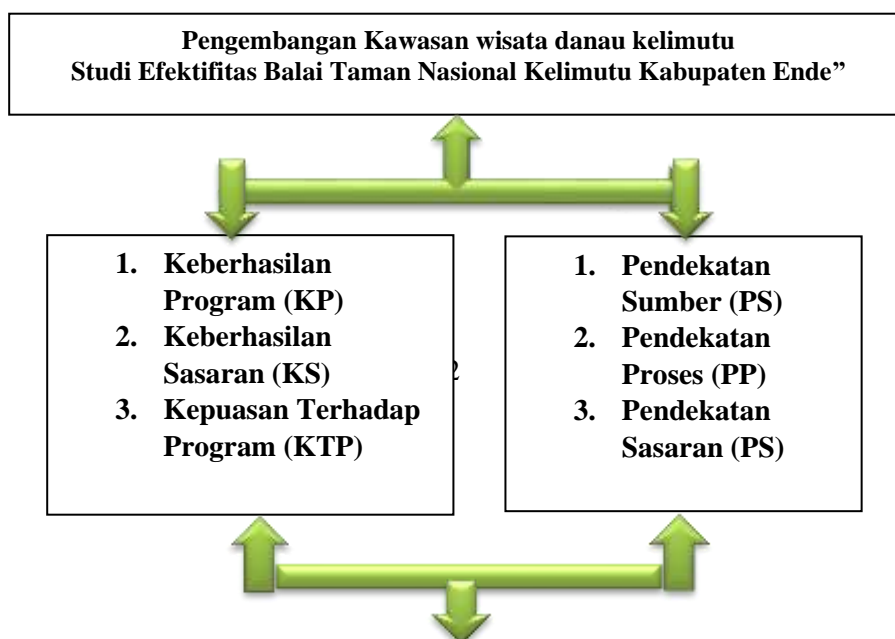 Pengembangan Kawasan wisata danau kelimutu
Studi Efektifitas Balai Taman Nasional Kelimutu Kabupaten Ende”
1. Keberhasilan
Program (KP)
2. Keberhasilan
Sasaran (KS)
3. Kepuasan Terhadap
Program (KTP)
1. Pendekatan
Sumber (PS)
2. Pendekatan
Proses (PP)
3. Pendekatan
Sasaran (PS)